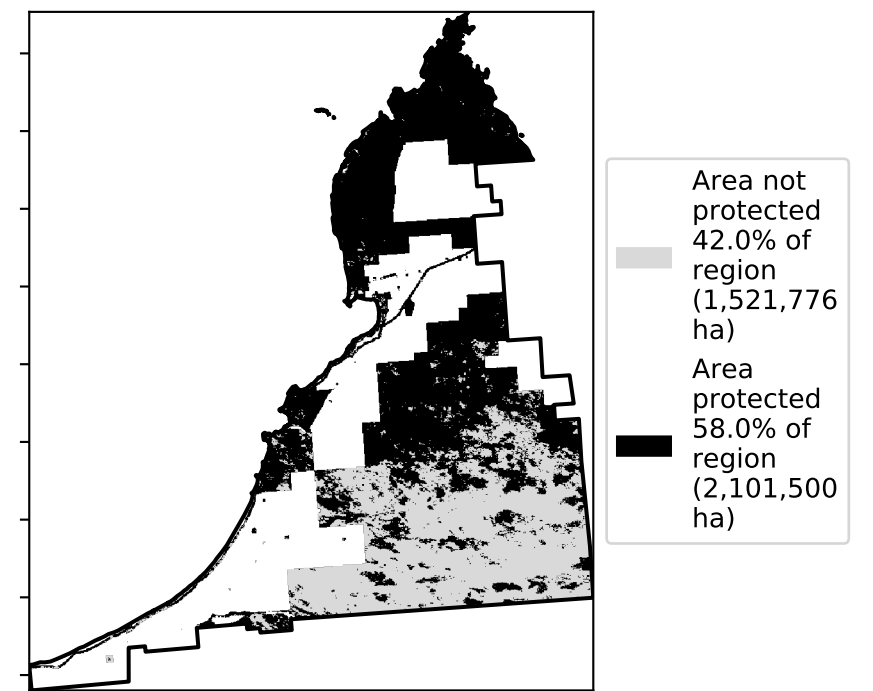 Area not
protected
42.0% of
region
(1,521,776
ha)
Area
protected
58.0% of
region
(2,101,500
ha)